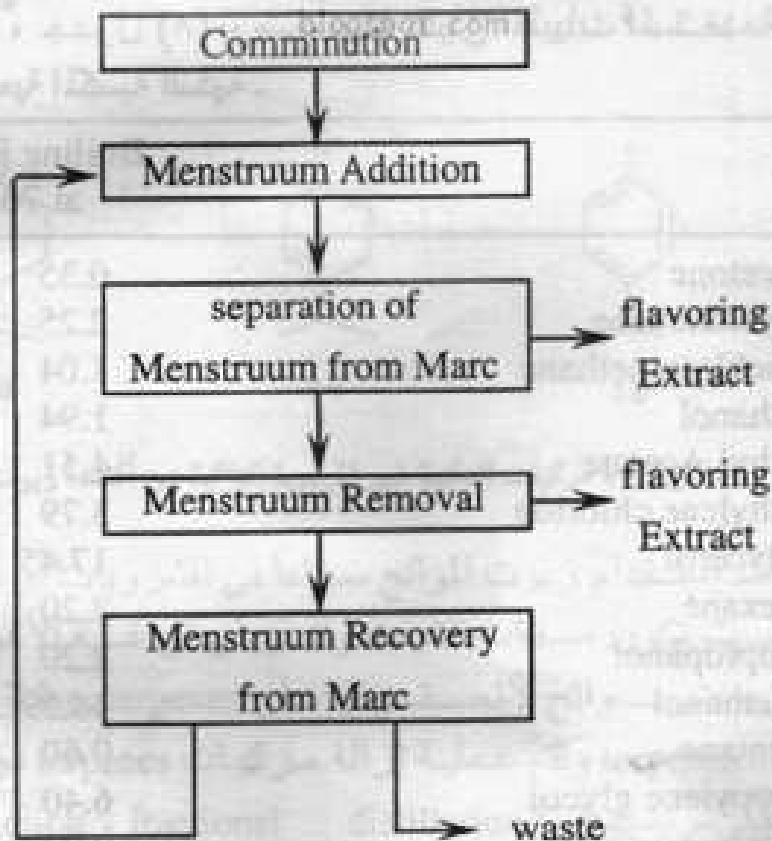 Comminution
Menstruum Addition
separation of
Menstruum from Marc
flavoring
Extract
Menstruum Removal
flavoring
Extract
Menstruum Recovery
from Marc
waste